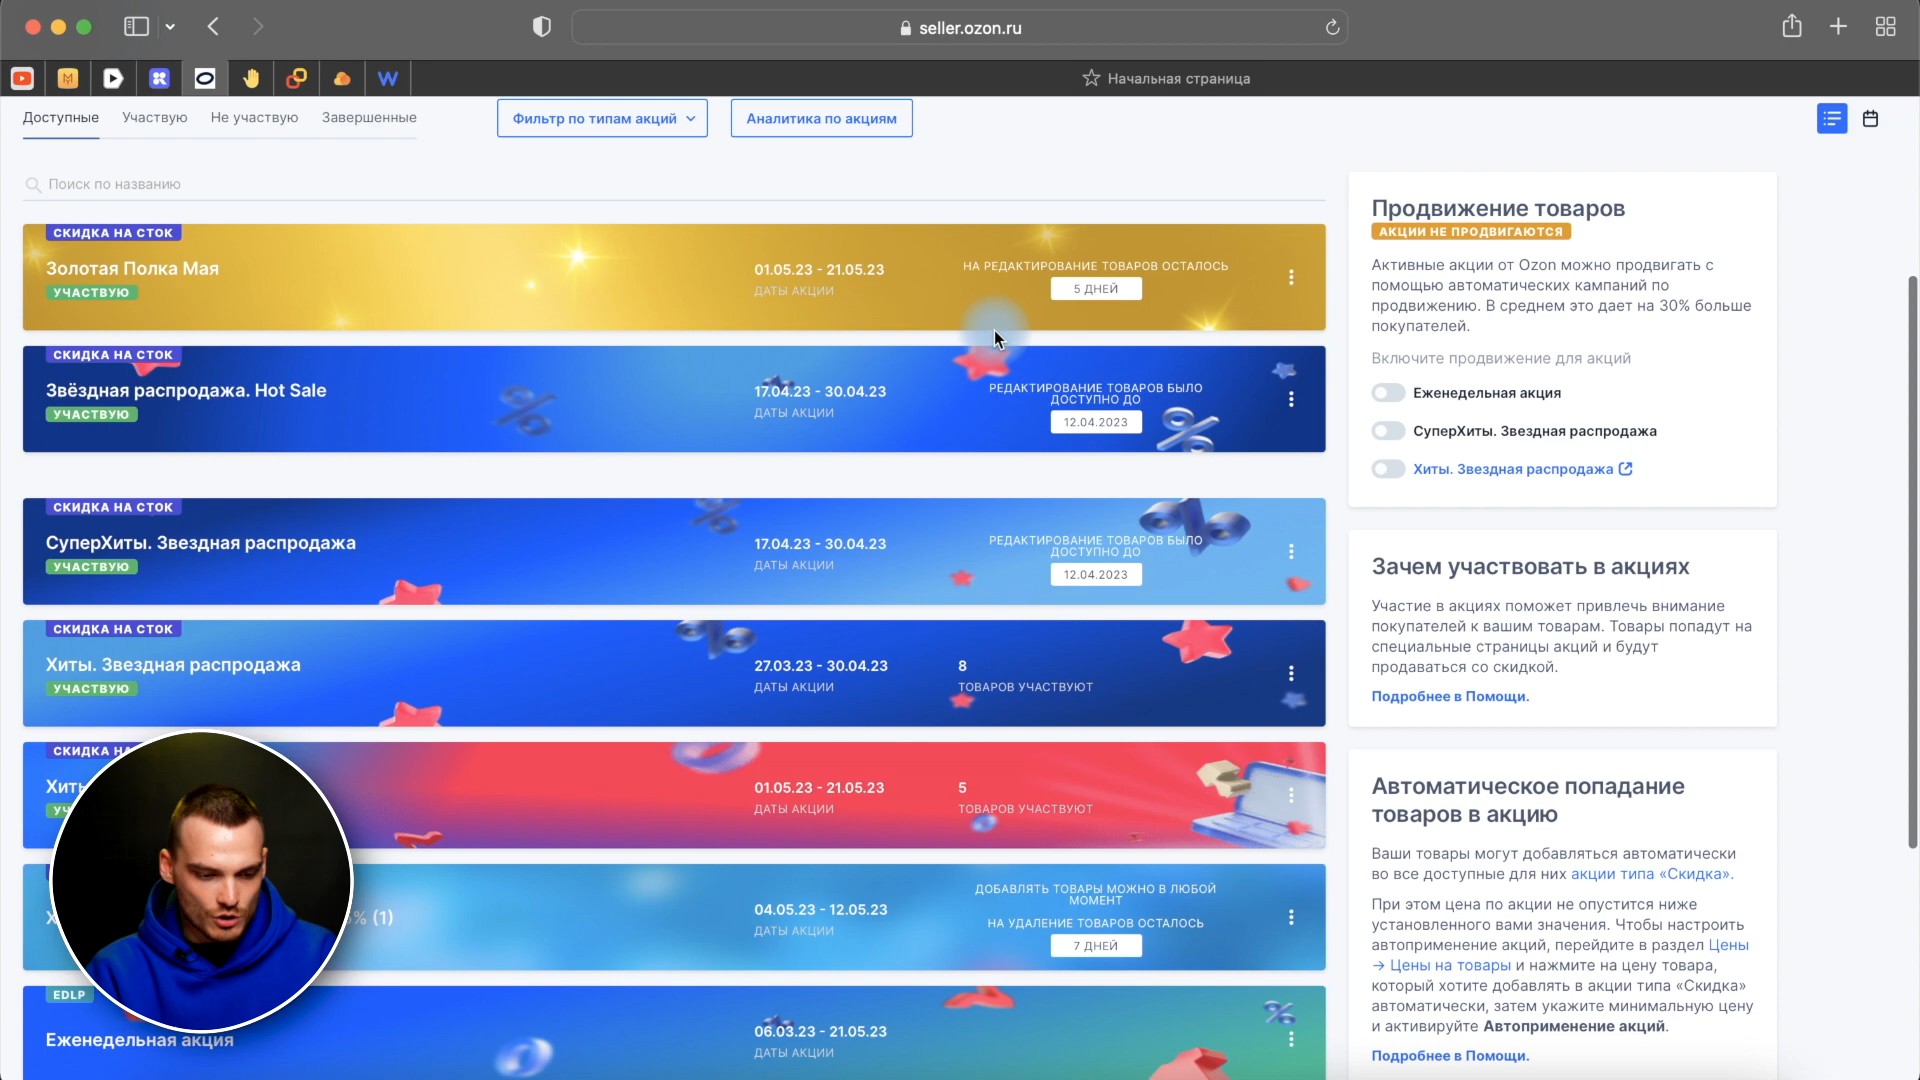 seller.ozon.ru
Начальная страница
Доступные
Участвую
Не участвую
Завершенные
Фильтр по типам акций
Аналитика по акциям
Поиск по названию
СКИДКА НА СТОК
Золотая Полка Мая
УЧАСТВУЮ
01.05.23 - 21.05.23
ДАТЫ АКЦИИ
НА РЕДАКТИРОВАНИЕ ТОВАРОВ ОСТАЛОСЬ
5 ДНЕЙ
СКИДКА НА СТОК
Звёздная распродажа. Hot Sale
УЧАСТВУЮ
17.04.23 - 30.04.23
ДАТЫ АКЦИИ
РЕДАКТИРОВАНИЕ ТОВАРОВ БЫЛО
ДОСТУПНО ДО
12.04.2023
СКИДКА НА СТОК
СуперХиты. Звездная распродажа
УЧАСТВУЮ
17.04.23 - 30.04.23
ДАТЫ АКЦИИ
РЕДАКТИРОВАНИЕ ТОВАРОВ БЫЛО
ДОСТУПНО ДО
12.04.2023
СКИДКА НА СТОК
Хиты. Звездная распродажа
УЧАСТВУЮ
27.03.23 - 30.04.23
ДАТЫ АКЦИИ
8
ТОВАРОВ УЧАСТВУЮТ
СКИДКА
01.05.23 - 21.05.23
ДАТЫ АКЦИИ
5
ТОВАРОВ УЧАСТВУЮТ
% (1)
04.05.23 - 12.05.23
ДАТЫ АКЦИИ
ДОБАВЛЯТЬ ТОВАРЫ МОЖНО В ЛЮБОЙ
МОМЕНТ
НА УДАЛЕНИЕ ТОВАРОВ ОСТАЛОСЬ
7 ДНЕЙ
EDLP
Еженедельная акция
06.03.23 - 21.05.23
ДАТЫ АКЦИИ
Продвижение товаров
АКЦИИ НЕ ПРОДВИГАЮТСЯ
Активные акции от Ozon можно продвигать с
помощью автоматических кампаний по
продвижению. В среднем это дает на 30% больше
покупателей.
Включите продвижение для акций
Еженедельная акция
СуперХиты. Звездная распродажа
Хиты. Звездная распродажа
Зачем участвовать в акциях
Участие в акциях поможет привлечь внимание
покупателей к вашим товарам. Товары попадут на
специальные страницы акций и будут
продаваться со скидкой.
Подробнее в Помощи.
Автоматическое попадание
товаров в акцию
Ваши товары могут добавляться автоматически
во все доступные для них акции типа «Скидка».
При этом цена по акции не опустится ниже
установленного вами значения. Чтобы настроить
автоприменение акций, перейдите в раздел Цены
→ Цены на товары и нажмите на цену товара,
который хотите добавлять в акции типа «Скидка»
автоматически, затем укажите минимальную цену
и активируйте Автоприменение акций.
Подробнее в Помощи.